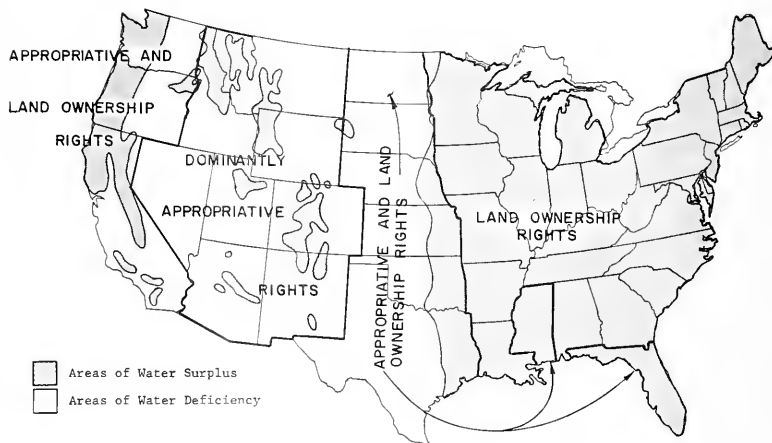 APPROPRIATIVE AND
LAND OWNERSHIP
RIGHTS
DOMINANTLY
APPROPRIATIVE
RIGHTS
APPROPRIATIVE AND LAND
OWNERSHIP RIGHTS
LAND OWNERSHIP
RIGHTS
Areas of Water Surplus
Areas of Water Deficiency